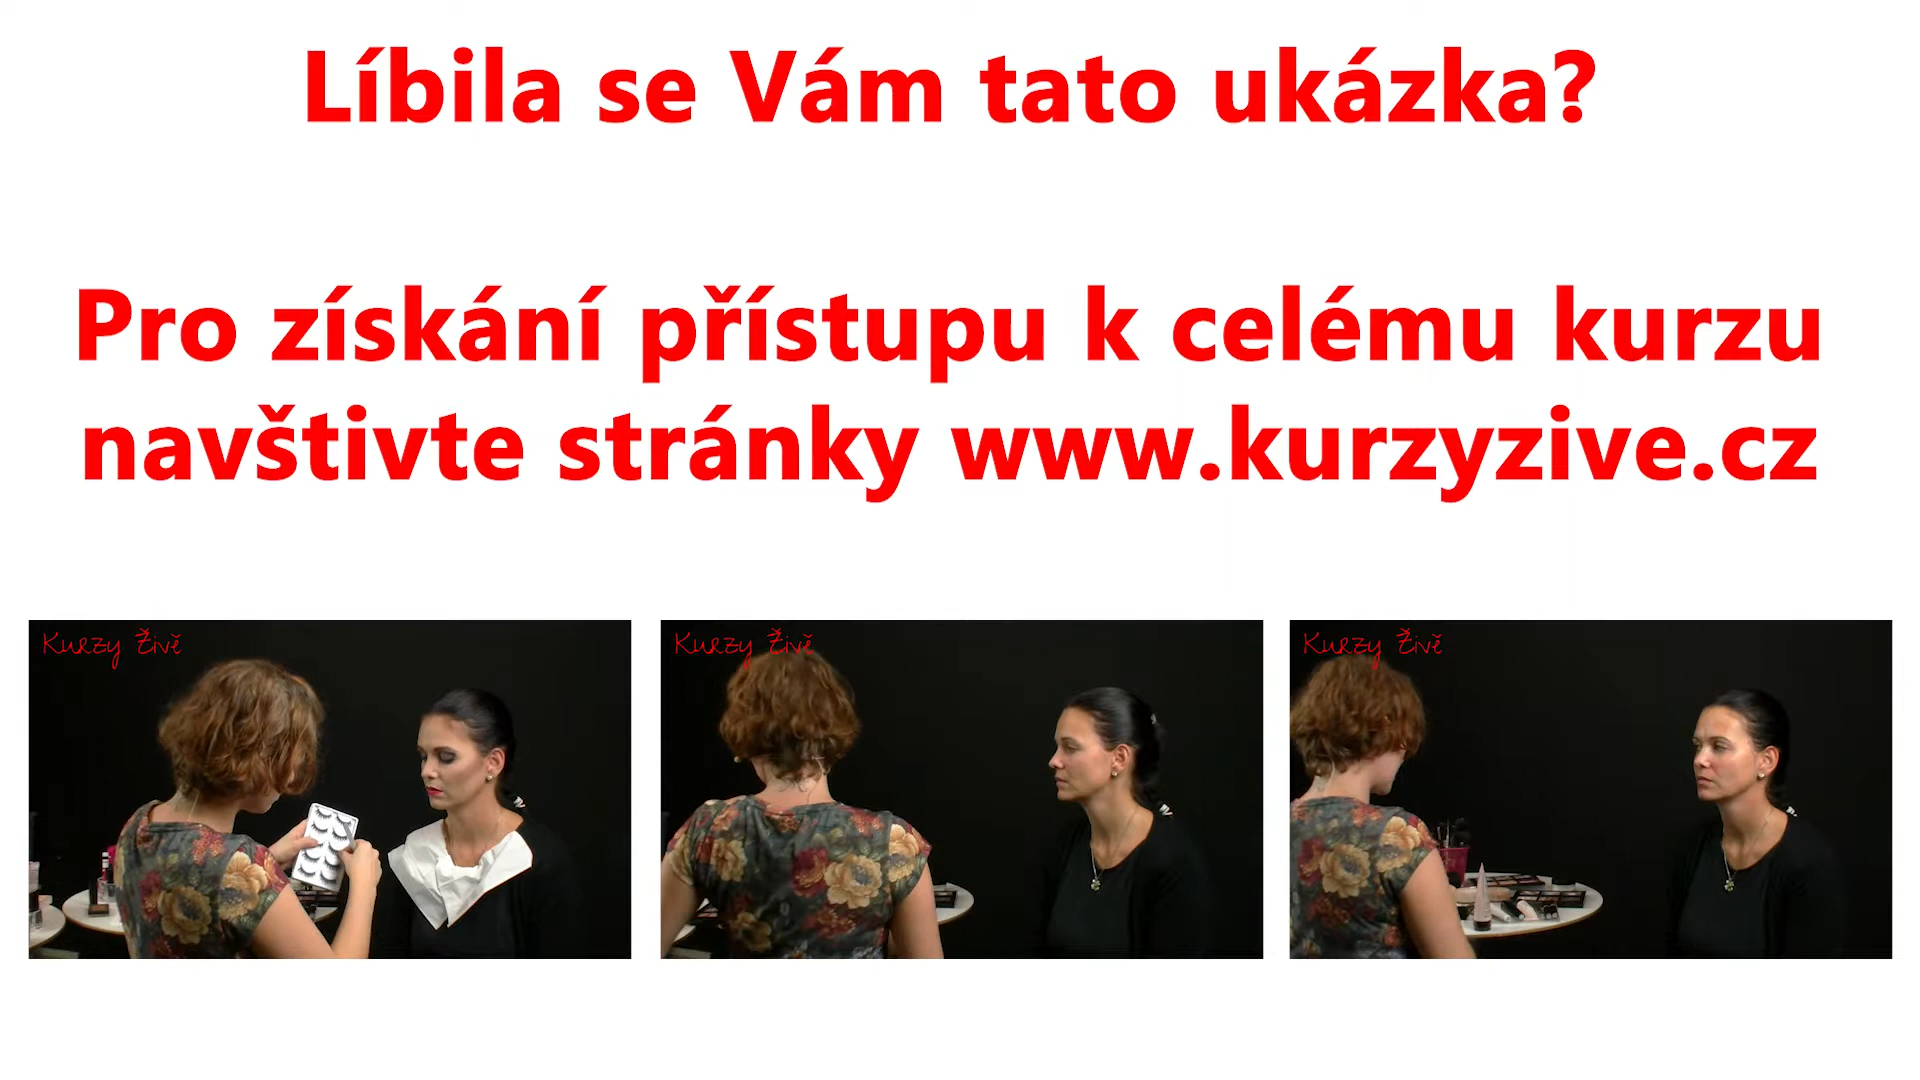 Líbila se Vám tato ukázka?
Pro získání přístupu k celému kurzu
navštivte stránky www.kurzyzive.cz
Kurzy Živě
Kurzy Živě
Kurzy Živě